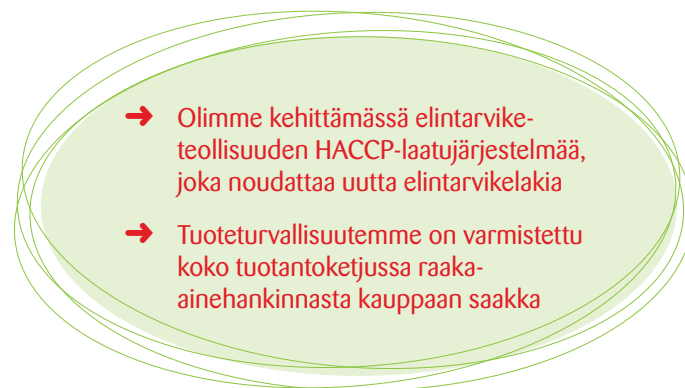 ➔ Olimme kehittämässä elintarvike-
teollisuuden HACCP-laatujärjestelmää,
joka noudattaa uutta elintarvikelakia
➔ Tuoteturvallisuutemme on varmistettu
koko tuotantoketjussa raaka-
ainehankinnasta kauppaan saakka